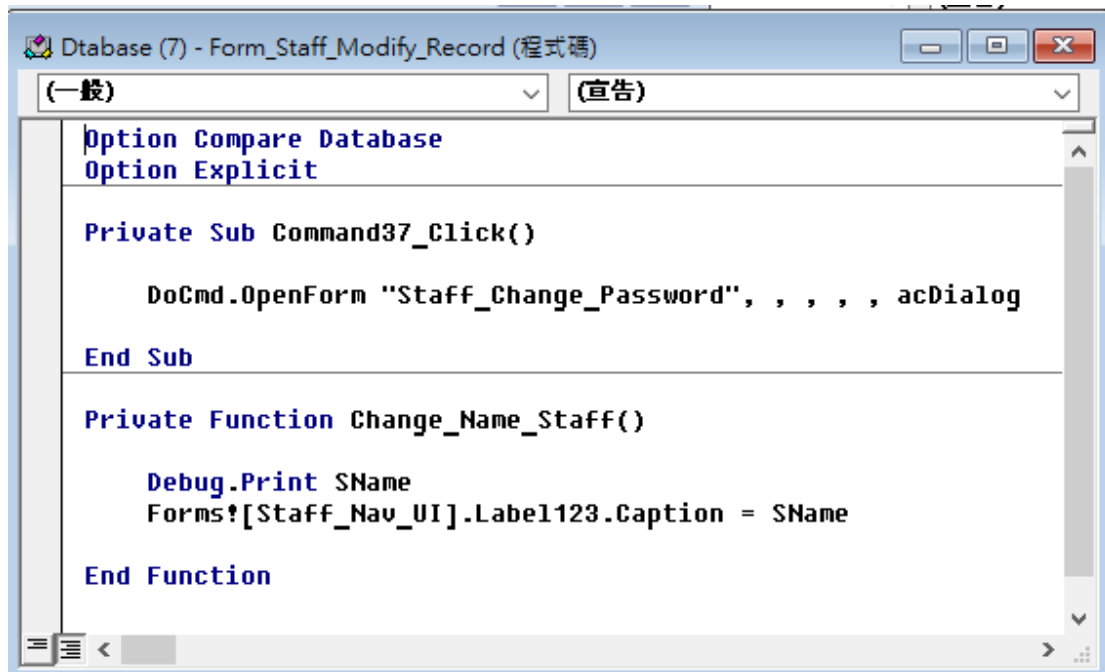 Dtabase (7) - Form_Staff_Modify_Record (程式碼)
(一般) (宣告)
Option Compare Database
Option Explicit
Private Sub Command37_Click()
DoCmd.OpenForm "Staff_Change_Password", , , , , acDialog
End Sub
Private Function Change_Name_Staff()
Debug.Print SName
Forms![Staff_Nav_UI].Label123.Caption = SName
End Function